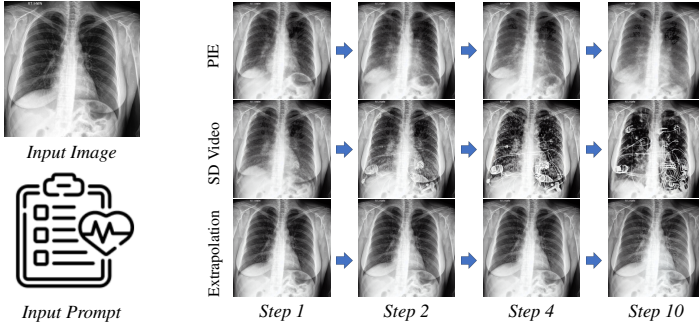 PIE
SD Video
Extrapolation
Input Image
Input Prompt
Step 1
Step 2
Step 4
Step 10